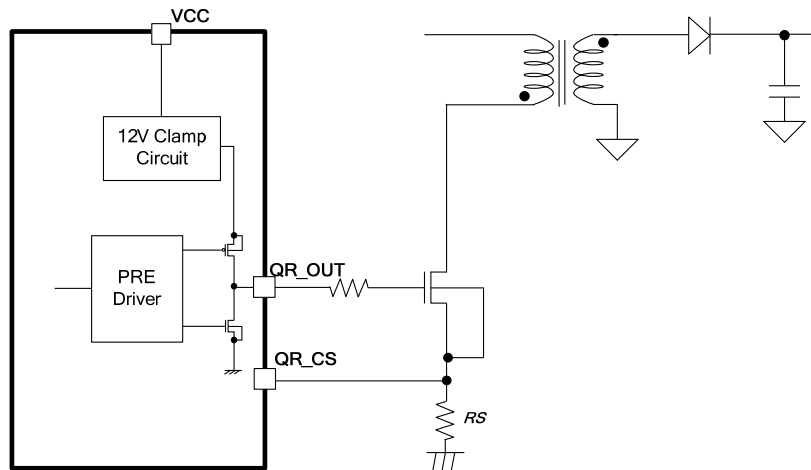 VCC
12V Clamp
Circuit
PRE
Driver
QR_OUT
QR_CS
RS